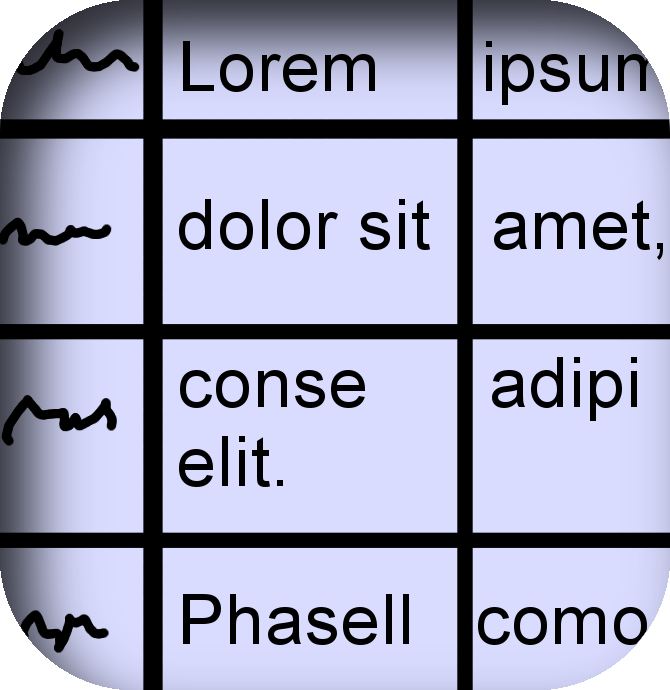 Lorem ipsum
dolor sit amet,
conse adipi
elit.
Phasell como